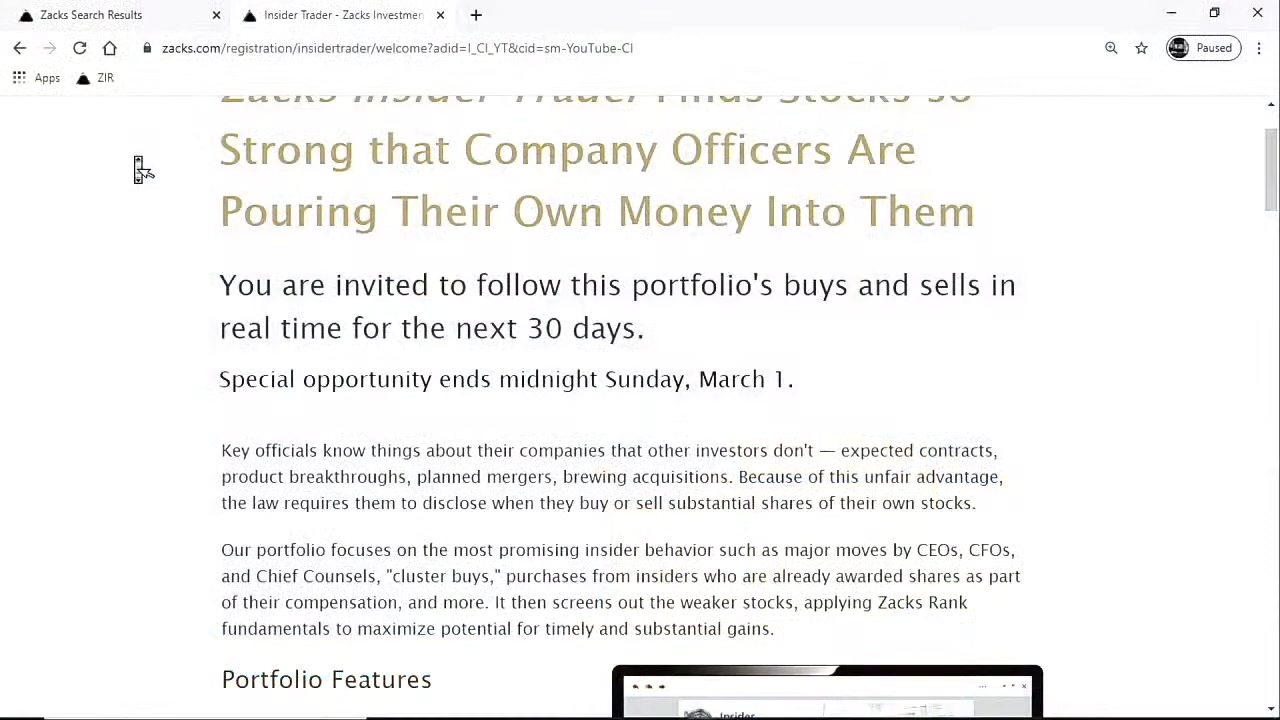 Zacks Search Results
Insider Trader - Zacks Investmen
zacks.com/registration/insidertrader/welcome?adid=I_CI_YT&cid=sm-YouTube-CI
Paused
Apps
ZIR
Zacks Insider Trader Finds Stocks so
Strong that Company Officers Are
Pouring Their Own Money Into Them
You are invited to follow this portfolio's buys and sells in
real time for the next 30 days.
Special opportunity ends midnight Sunday, March 1.
Key officials know things about their companies that other investors don't — expected contracts,
product breakthroughs, planned mergers, brewing acquisitions. Because of this unfair advantage,
the law requires them to disclose when they buy or sell substantial shares of their own stocks.
Our portfolio focuses on the most promising insider behavior such as major moves by CEOs, CFOs,
and Chief Counsels, "cluster buys," purchases from insiders who are already awarded shares as part
of their compensation, and more. It then screens out the weaker stocks, applying Zacks Rank
fundamentals to maximize potential for timely and substantial gains.
Portfolio Features
Insider